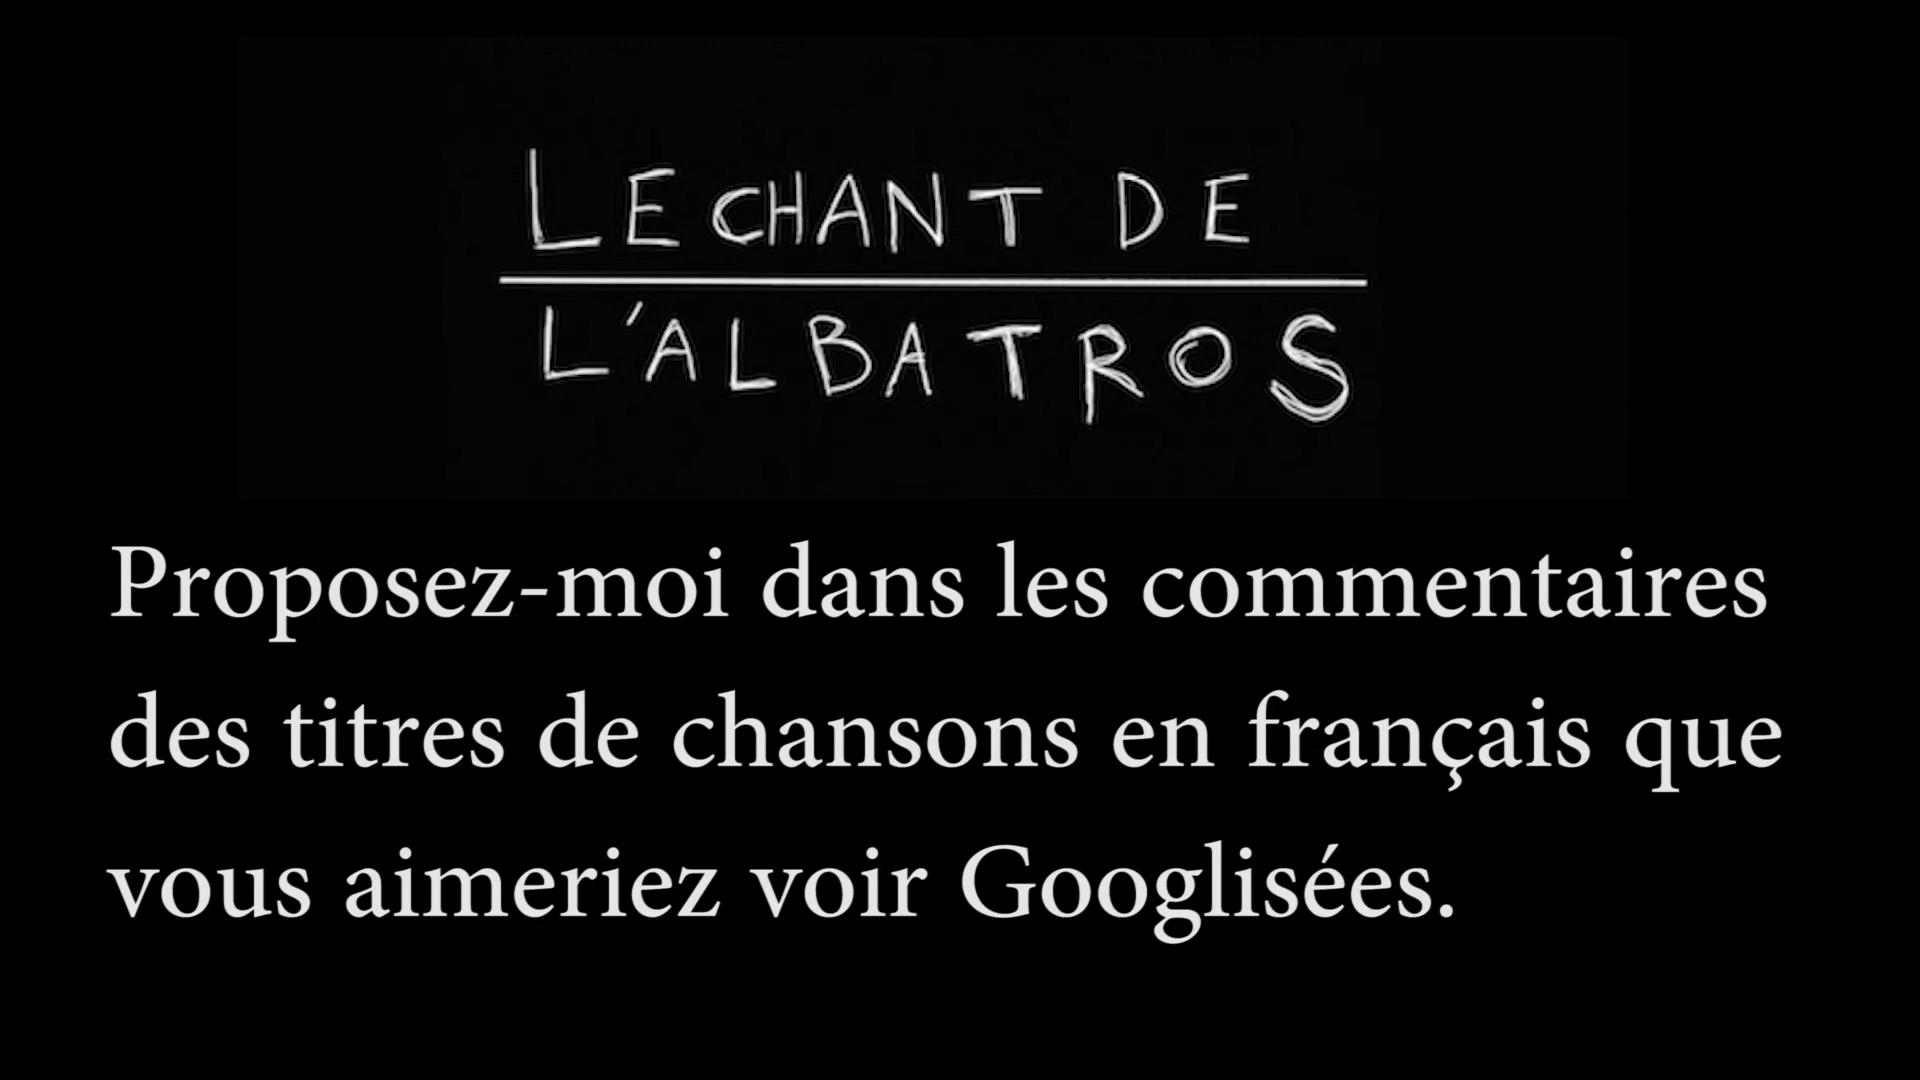 LE CHANT DE
L'ALBATROS
Proposez-moi dans les commentaires
des titres de chansons en français que
vous aimeriez voir Googlisées.